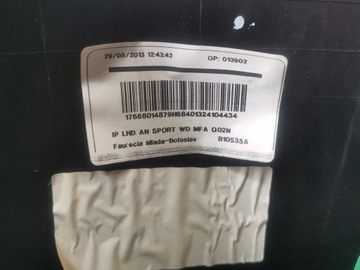 29/08/2013 12:43:42 OP: 013902
17668014879H68401324104434
IP LHD AN SPORT WD MFA Q02N
Faurecia Mlada-Boleslav B10535A